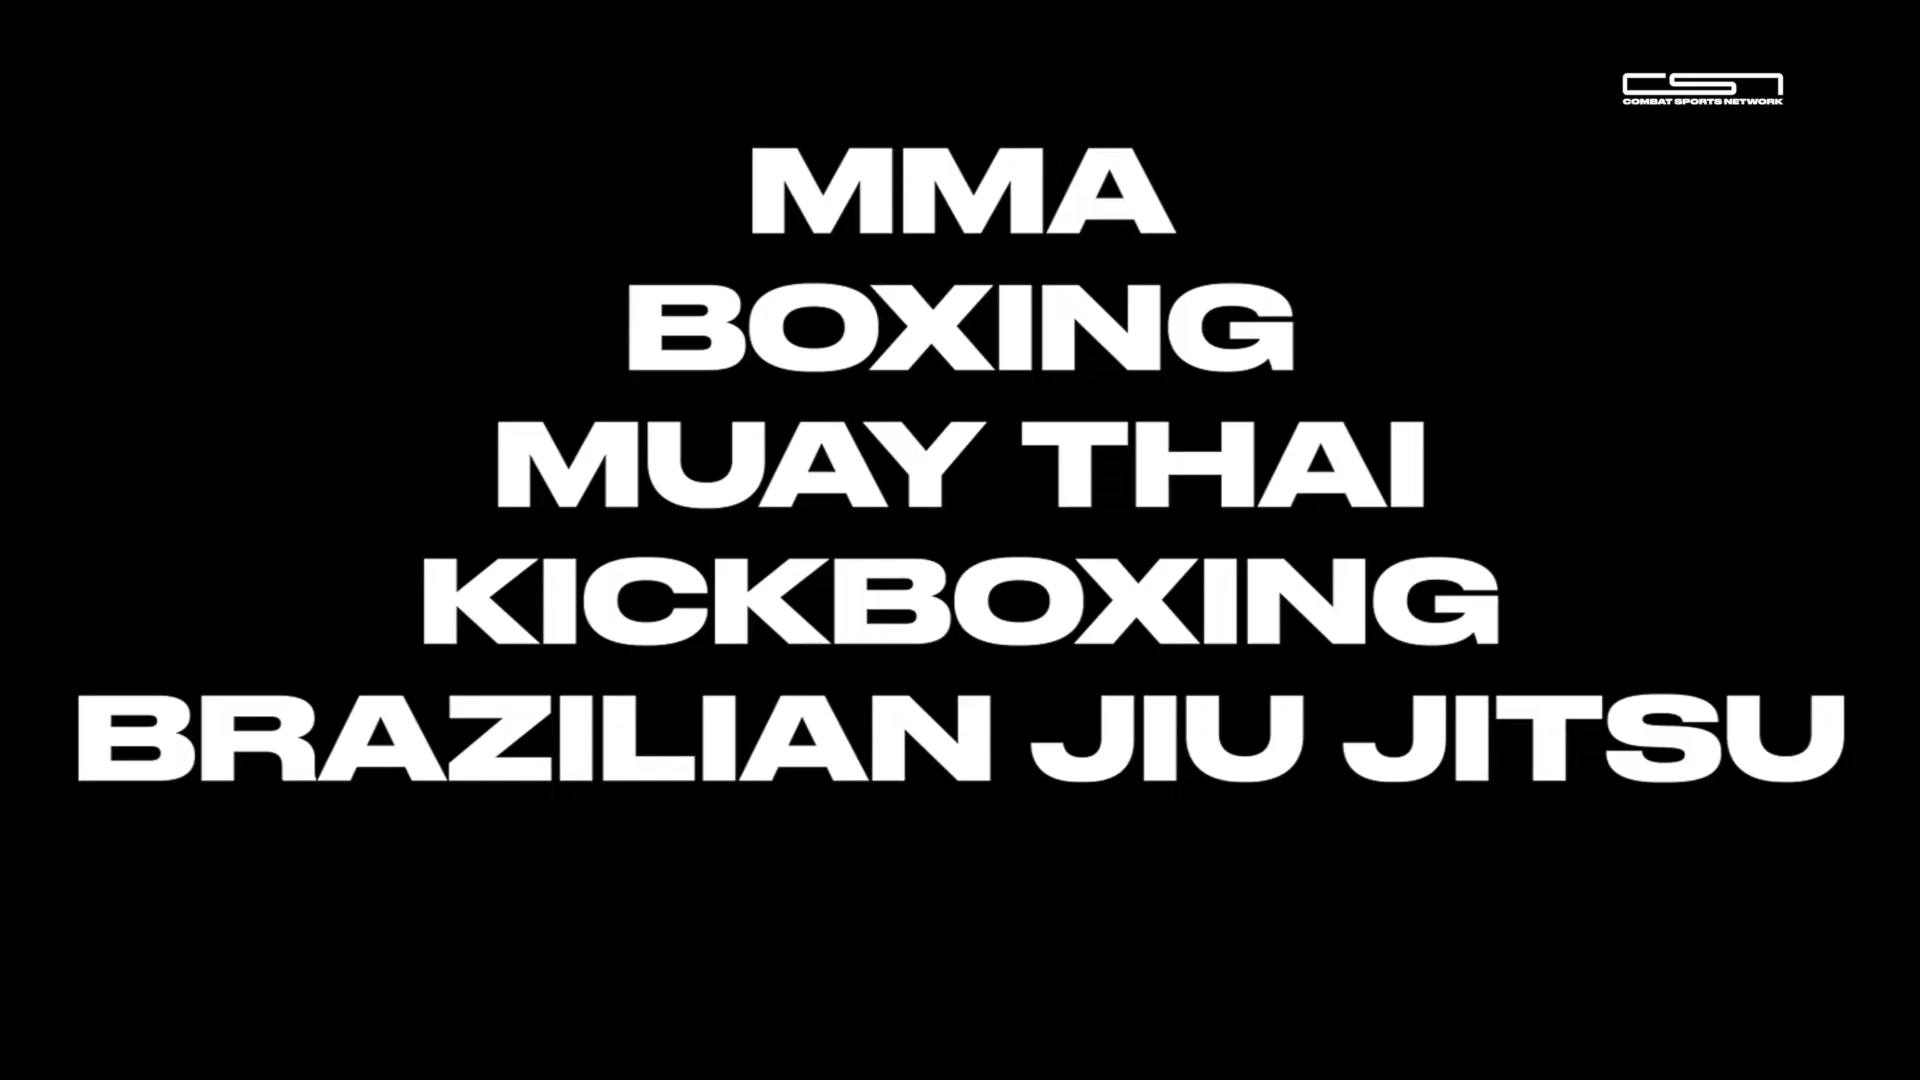 CSN
COMBAT SPORTS NETWORK
MMA
BOXING
MUAY THAI
KICKBOXING
BRAZILIAN JIU JITSU